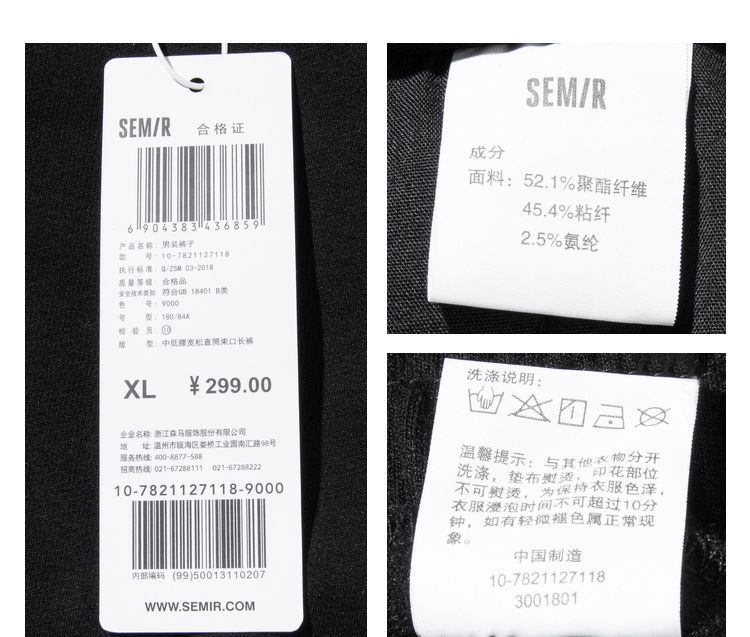 SEMIR 合格证
6 904383 436859
产品名称: 男装裤子
款 号: 10-7821127118
执行标准: Q/ZSM 03-2018
质量等级: 合格品
安全技术类别 符合GB 18401 B类
色 号: 9000
号 型: 180/84A
检 验 员: 10
版 型: 中低腰宽松直筒束口长裤
XL ¥ 299.00
企业名称: 浙江森马服饰股份有限公司
地 址: 温州市瓯海区娄桥工业园南汇路98号
服务热线: 400-8877-588
招商热线: 021-67288111 021-67288222
10-7821127118-9000
内部编码 (99)50013110207
WWW.SEMIR.COM
SEMIR
成分
面料: 52.1%聚酯纤维
45.4%粘纤
2.5%氨纶
洗涤说明:
温馨提示: 与其他衣物分开
洗涤, 垫布熨烫, 印花部位
不可熨烫, 为保持衣服色泽,
衣服浸泡时间不可超过10分
钟, 如有轻微褪色属正常现
象。
中国制造
10-7821127118
3001801